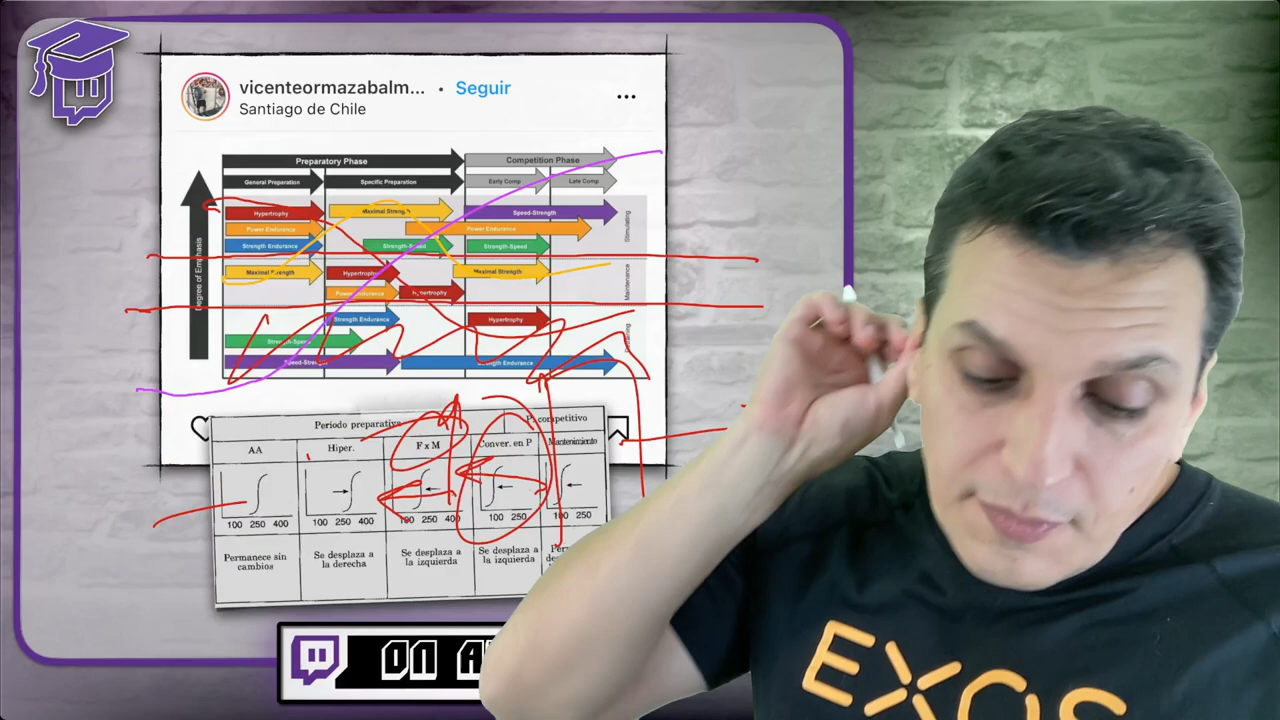 vicenteormazabalm... • Seguir
Santiago de Chile
Preparatory Phase
Competition Phase
General Preparation
Specific Preparation
Early Comp
Late Comp
Degree of Emphasis
Hypertrophy
Maximal Strength
Speed-Strength
Stimulating
Power Endurance
Power Endurance
Strength Endurance
Strength-Speed
Strength-Speed
Maximal Strength
Hypertrophy
Maximal Strength
Maintenance
Power Endurance
Hypertrophy
Strength Endurance
Hypertrophy
Strength-Speed
Strength Endurance
Periodo preparativo
competitivo
AA
Hiper.
F x M
Conver. en P
Mantenimiento
100 250 400
100 250 400
100 250 400
100 250
100 250
Permanece sin
cambios
Se desplaza a
la derecha
Se desplaza a
la izquierda
Se desplaza a
la izquierda
ON
EXOS